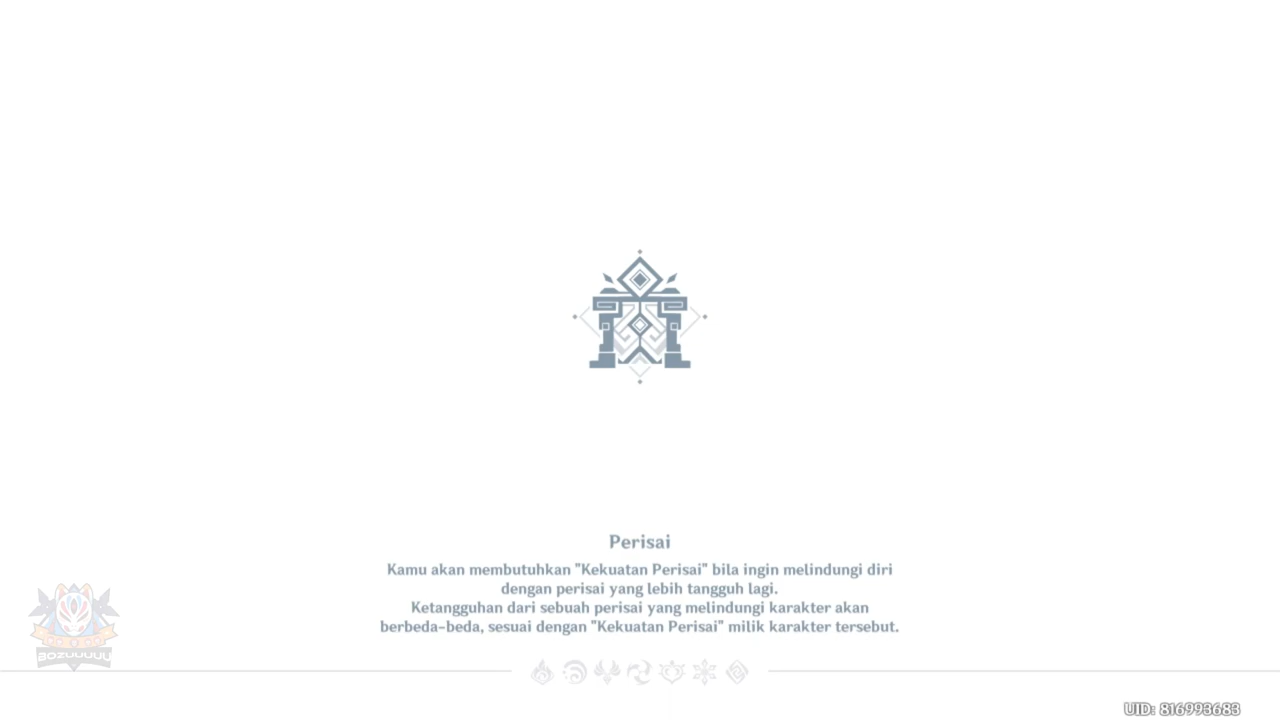 Perisai
Kamu akan membutuhkan "Kekuatan Perisai" bila ingin melindungi diri
dengan perisai yang lebih tangguh lagi.
Ketangguhan dari sebuah perisai yang melindungi karakter akan
berbeda-beda, sesuai dengan "Kekuatan Perisai" milik karakter tersebut.
BOZUUUUU
UID: 816993683